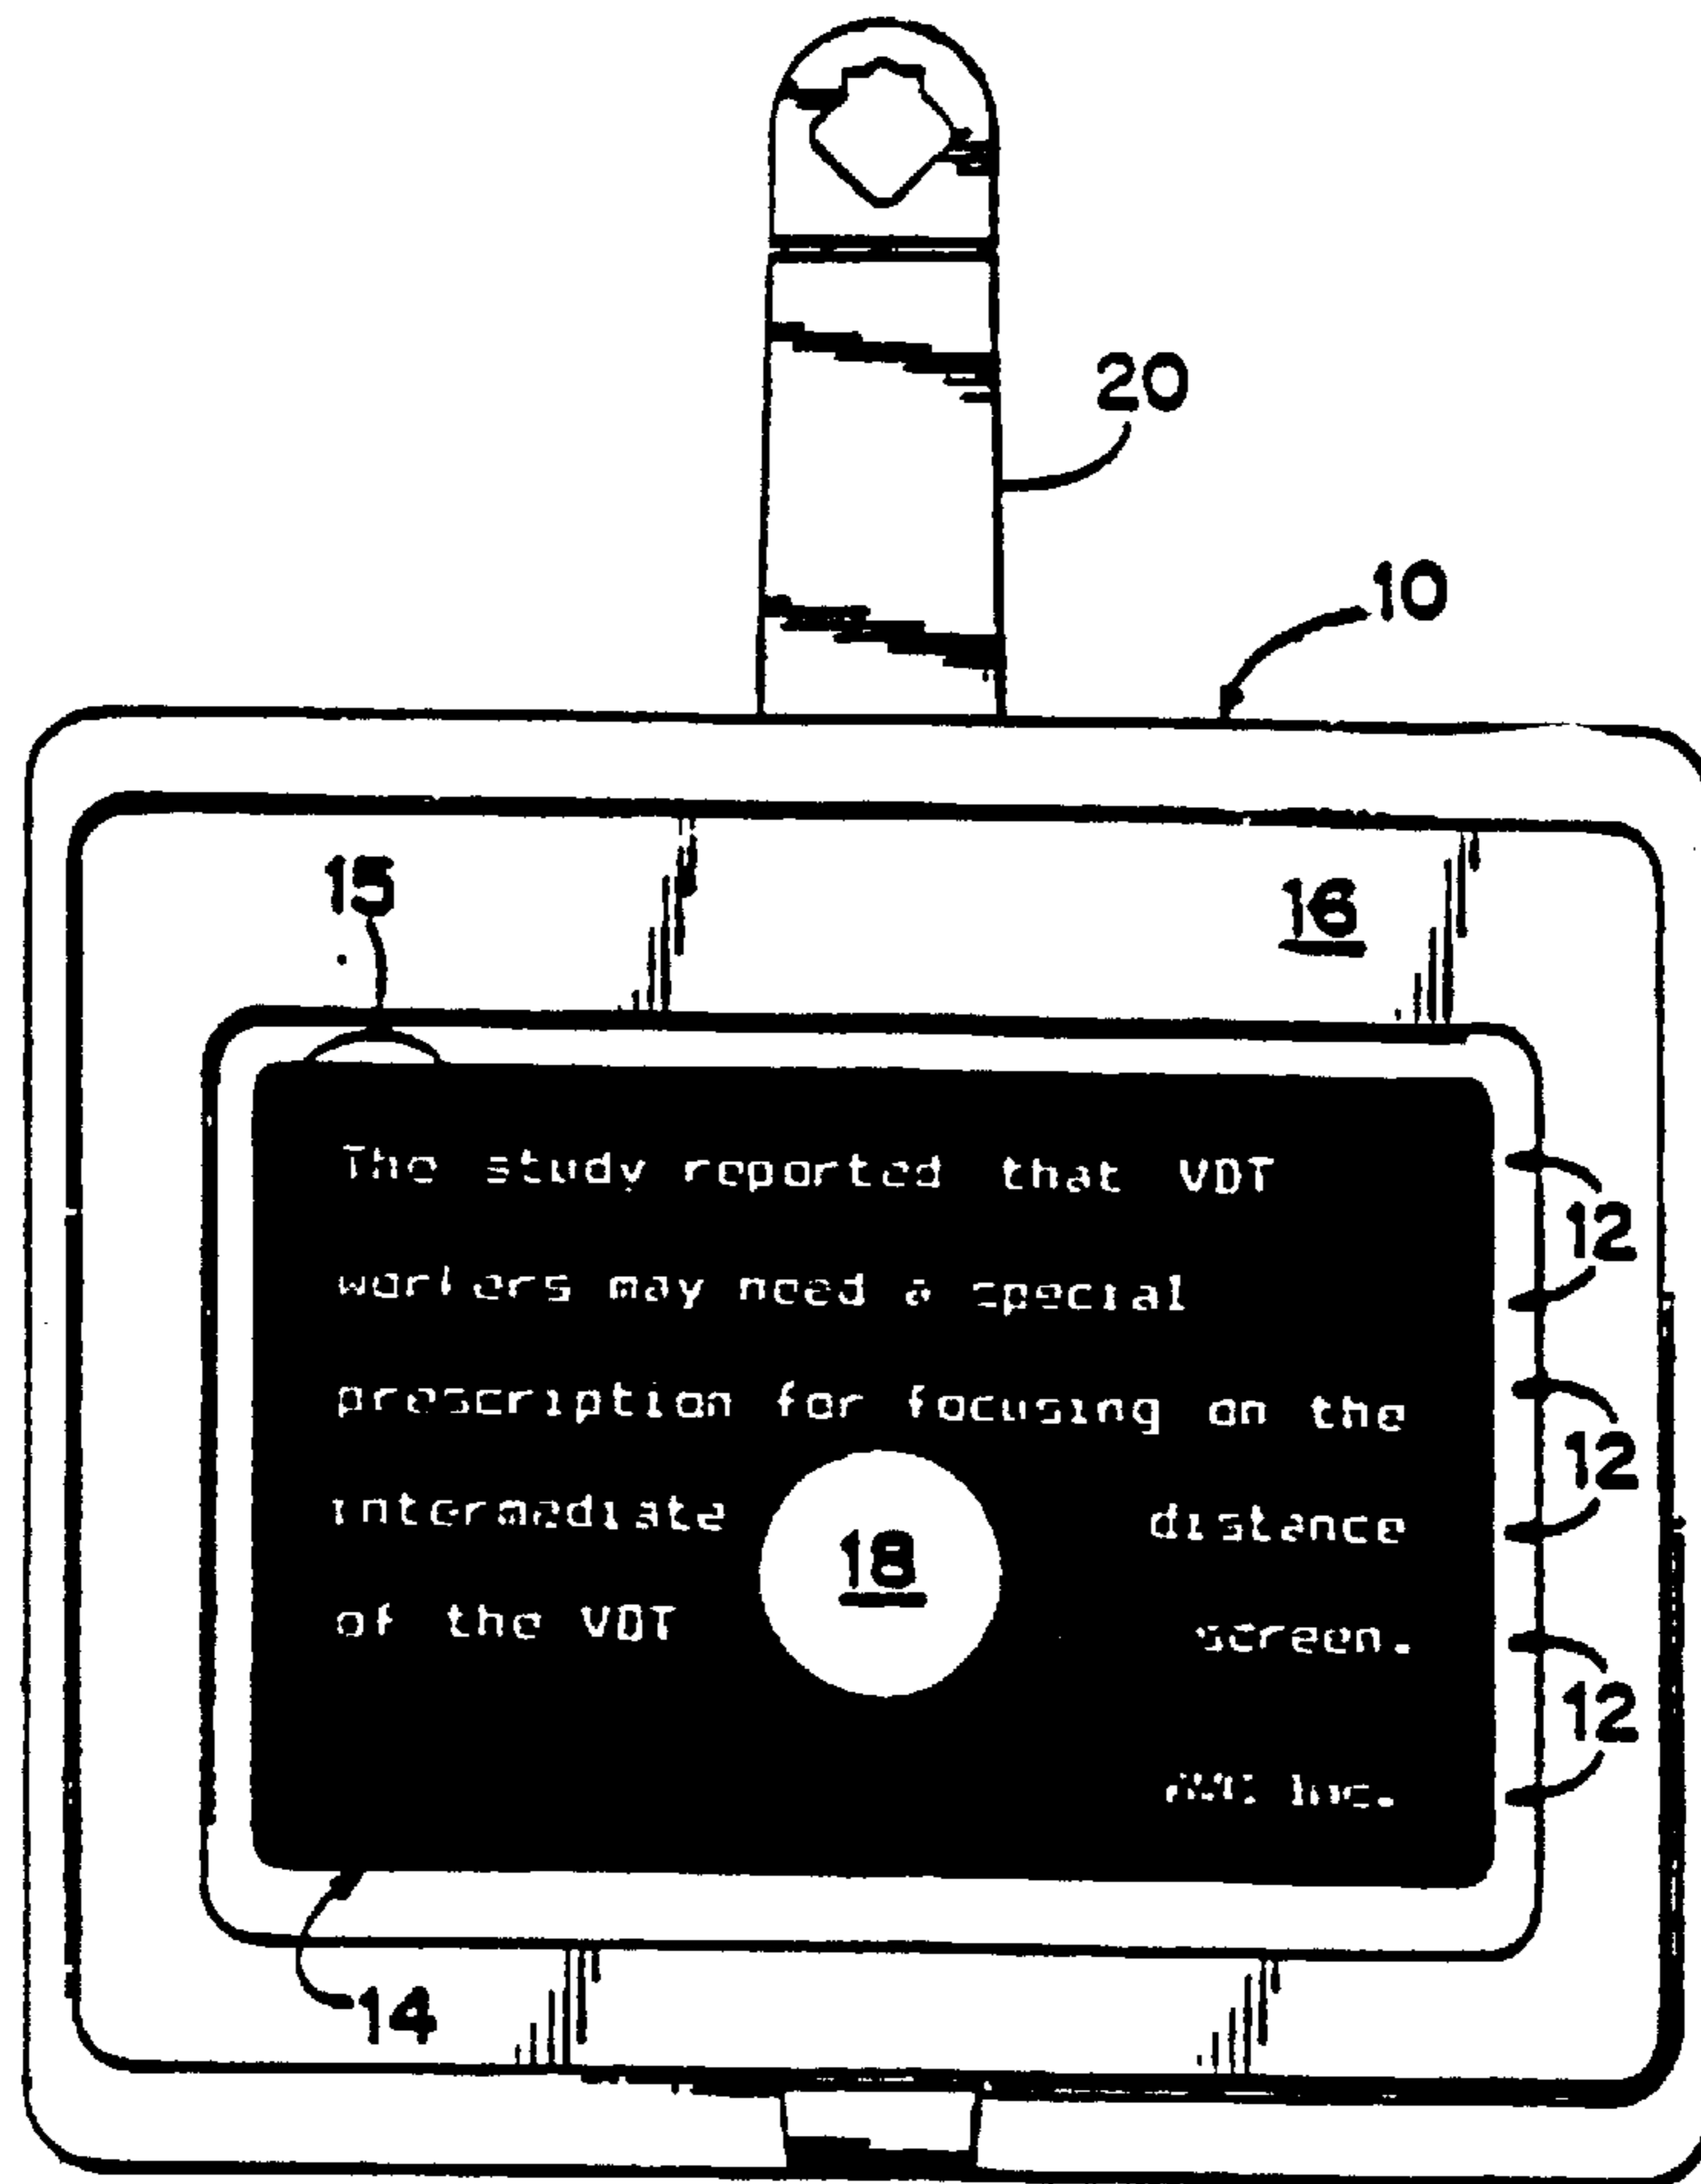 20
10
15
16
The study reported that VDT
12
workers may need a special
prescription for focusing on the
12
intermediate distance
18
of the VDT screen.
12
Inc.
14